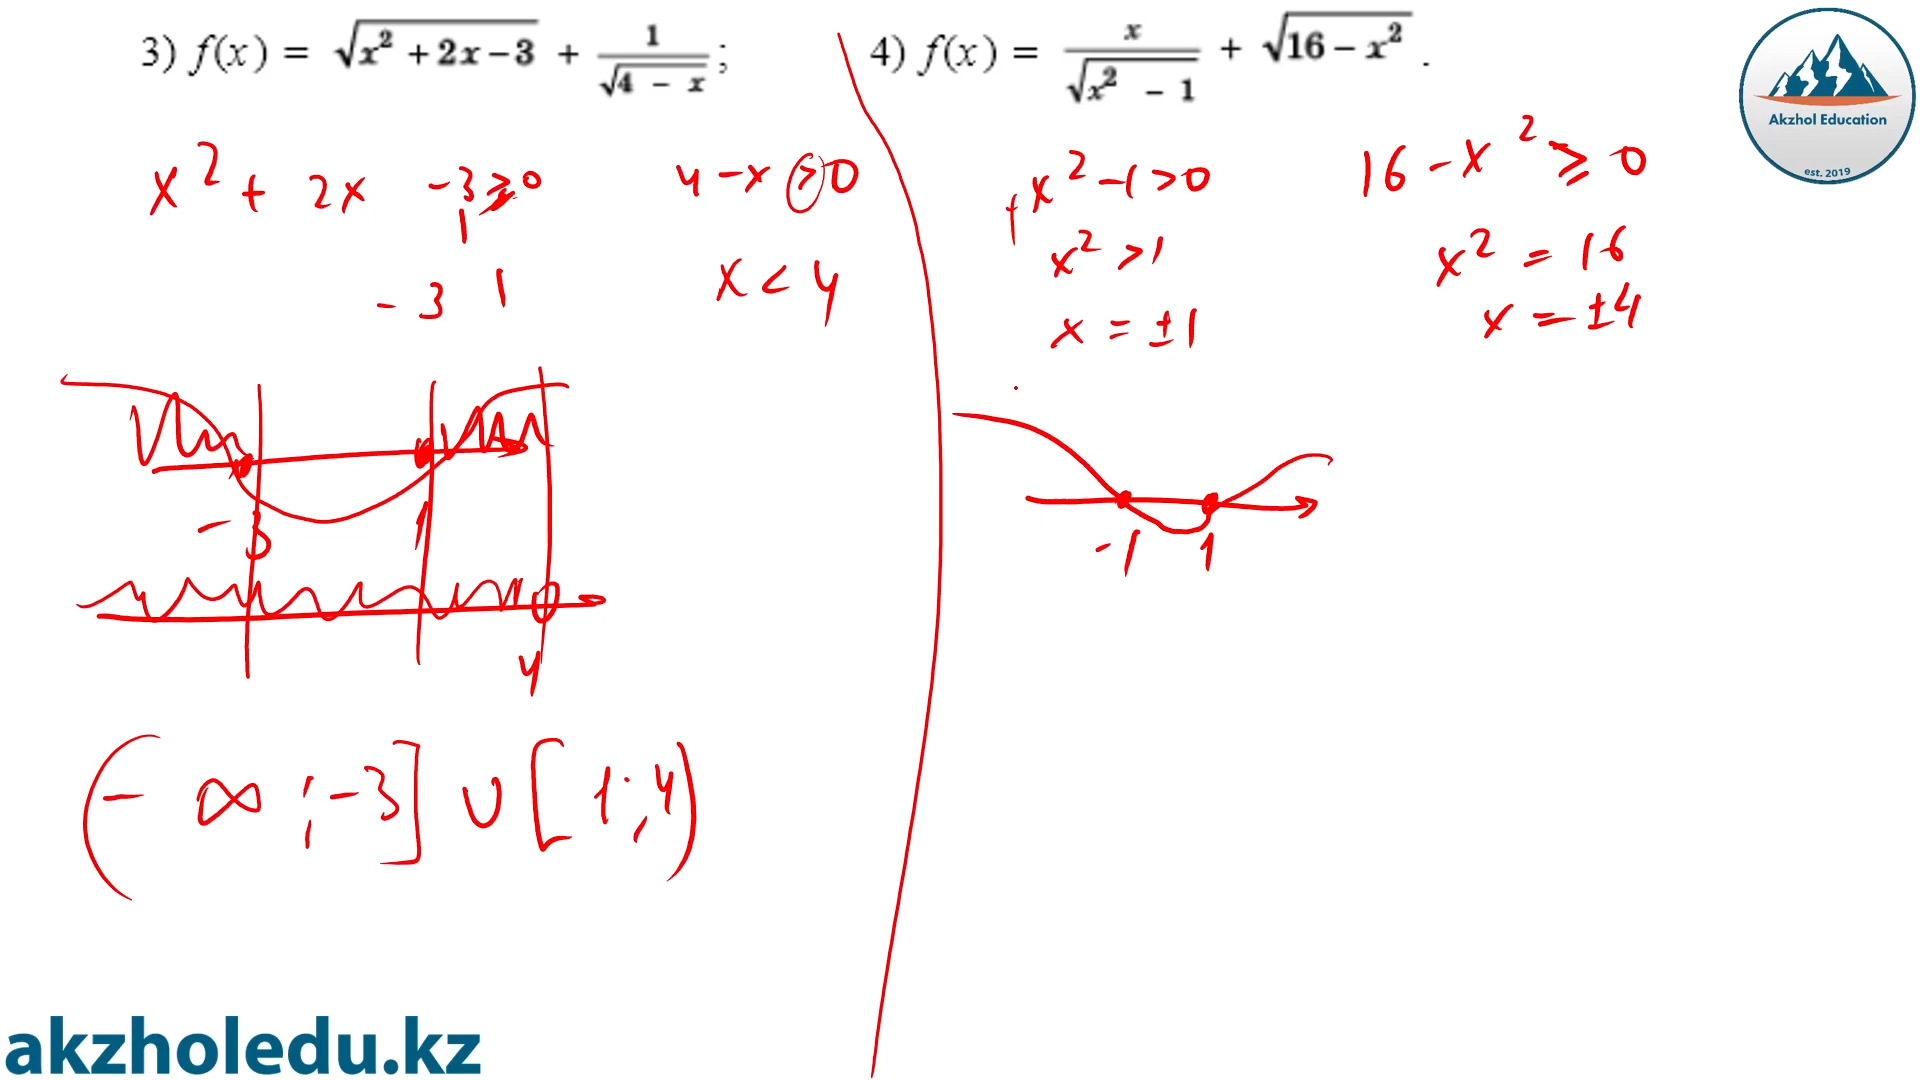 3) f(x) = √(x² + 2x − 3) + 1/√(4 − x);
x² + 2x − 3 ≥ 0
4 − x > 0
1
− 3 1
x < 4
− 3 1
4
(− ∞ ; −3] ∪ [1; 4)
4) f(x) = x/√(x² − 1) + √(16 − x²).
x² − 1 > 0
16 − x² ≥ 0
x² > 1
x² = 16
x = ±1
x = ±4
−1 1
Akzhol Education
est. 2019
akzholedu.kz